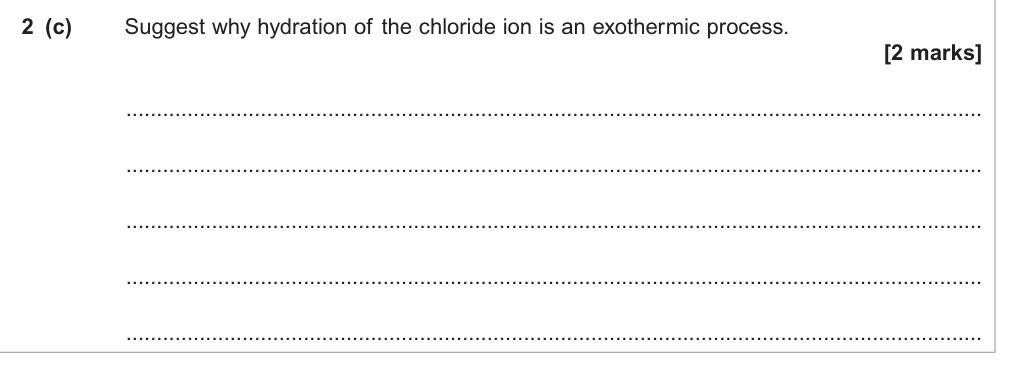 2 (c) Suggest why hydration of the chloride ion is an exothermic process.
[2 marks]